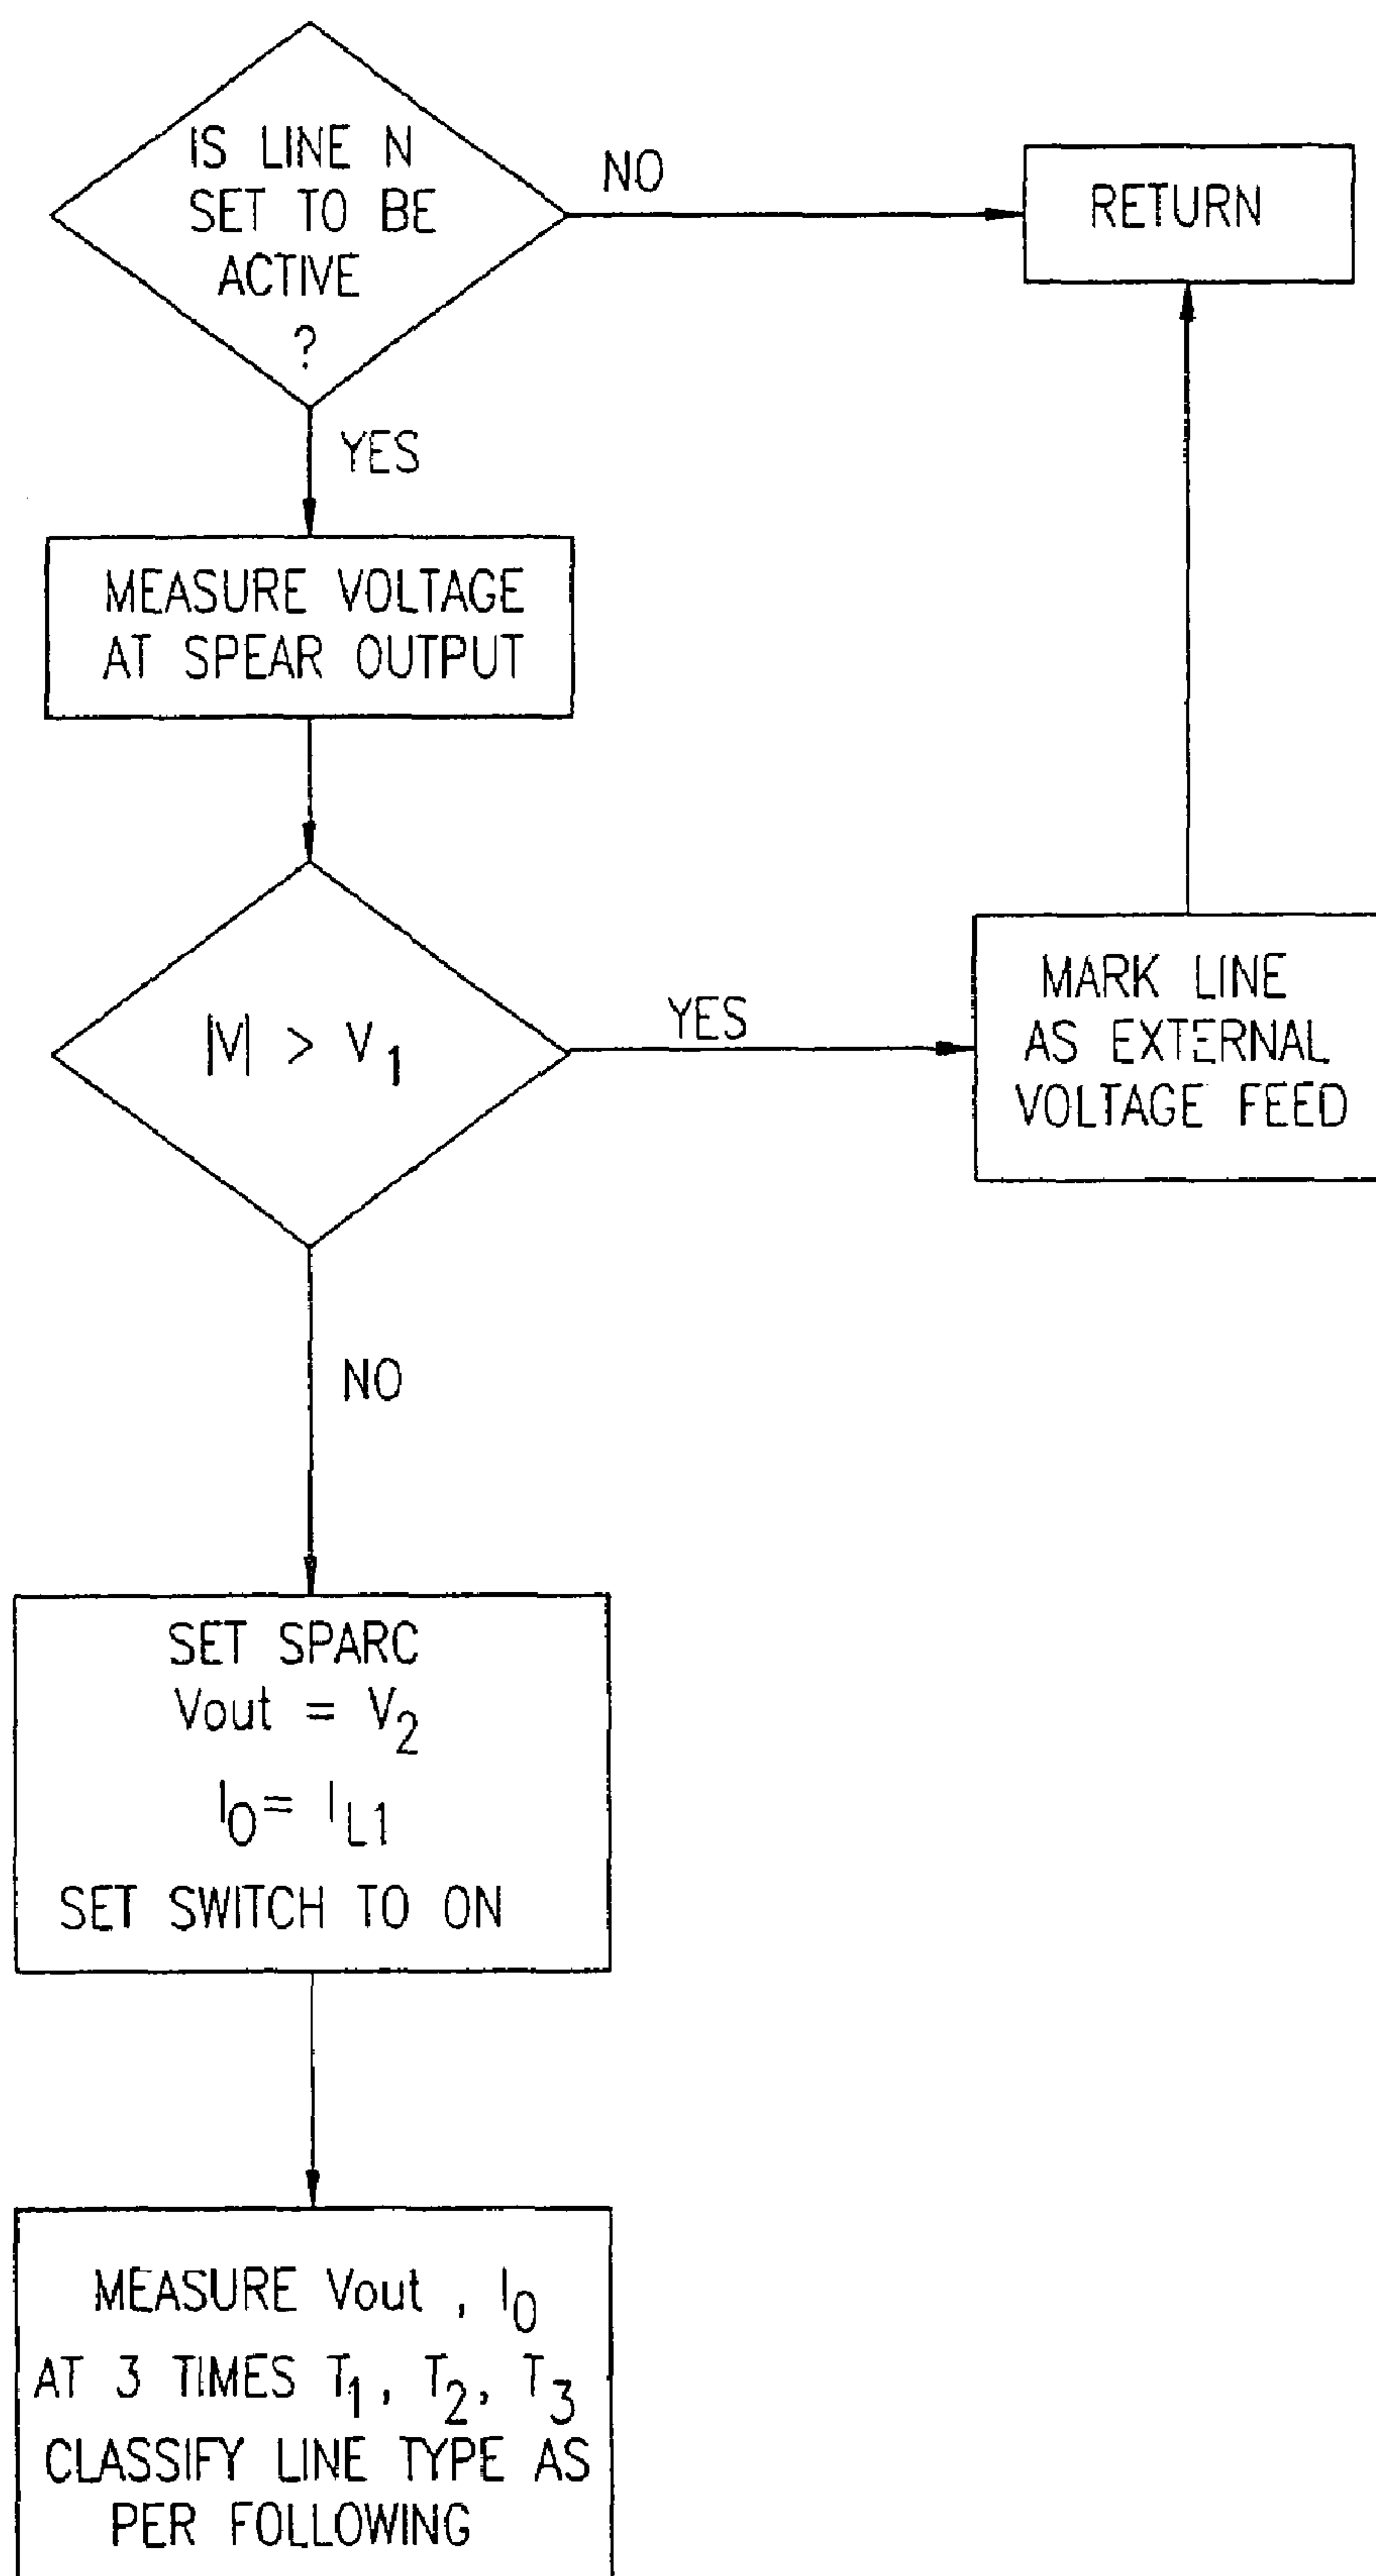 IS LINE N
SET TO BE
ACTIVE
?
NO
RETURN
YES
MEASURE VOLTAGE
AT SPEAR OUTPUT
|V| > V1
YES
MARK LINE
AS EXTERNAL
VOLTAGE FEED
NO
SET SPARC
Vout = V2
I0= IL1
SET SWITCH TO ON
MEASURE Vout , I0
AT 3 TIMES T1, T2, T3
CLASSIFY LINE TYPE AS
PER FOLLOWING